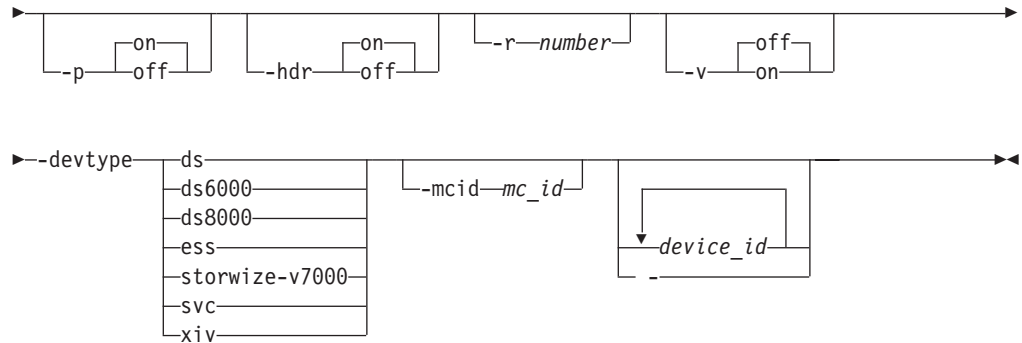 on on off
-p off -hdr off -r number -v on
-devtype ds -mcid mc_id
ds6000
ds8000
ess device_id
storwize-v7000 -
svc
xiv